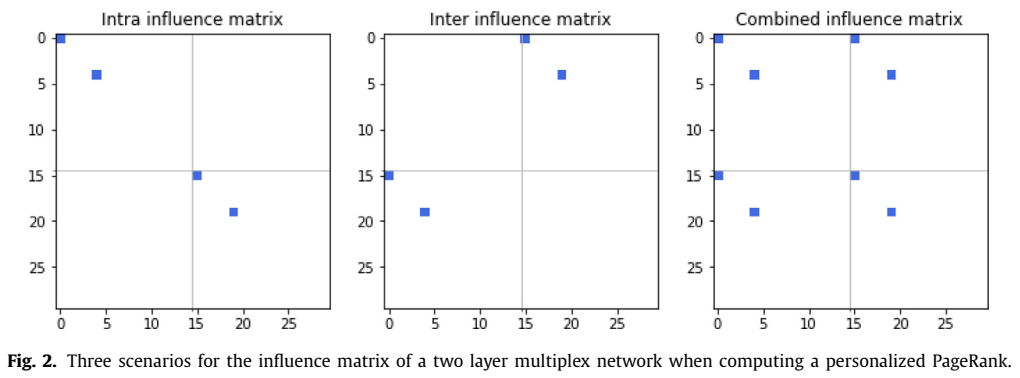 Intra influence matrix Inter influence matrix Combined influence matrix
0 0 0
5 5 5
10 10 10
15 15 15
20 20 20
25 25 25
0 5 10 15 20 25 0 5 10 15 20 25 0 5 10 15 20 25
Fig. 2. Three scenarios for the influence matrix of a two layer multiplex network when computing a personalized PageRank.